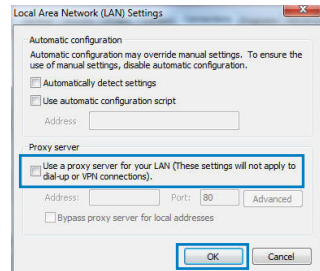 Local Area Network (LAN) Settings
Automatic configuration
Automatic configuration may override manual settings. To ensure the
use of manual settings, disable automatic configuration.
Automatically detect settings
Use automatic configuration script
Address
Proxy server
Use a proxy server for your LAN (These settings will not apply to
dial-up or VPN connections).
Address:
Port:
80
Advanced
Bypass proxy server for local addresses
OK
Cancel